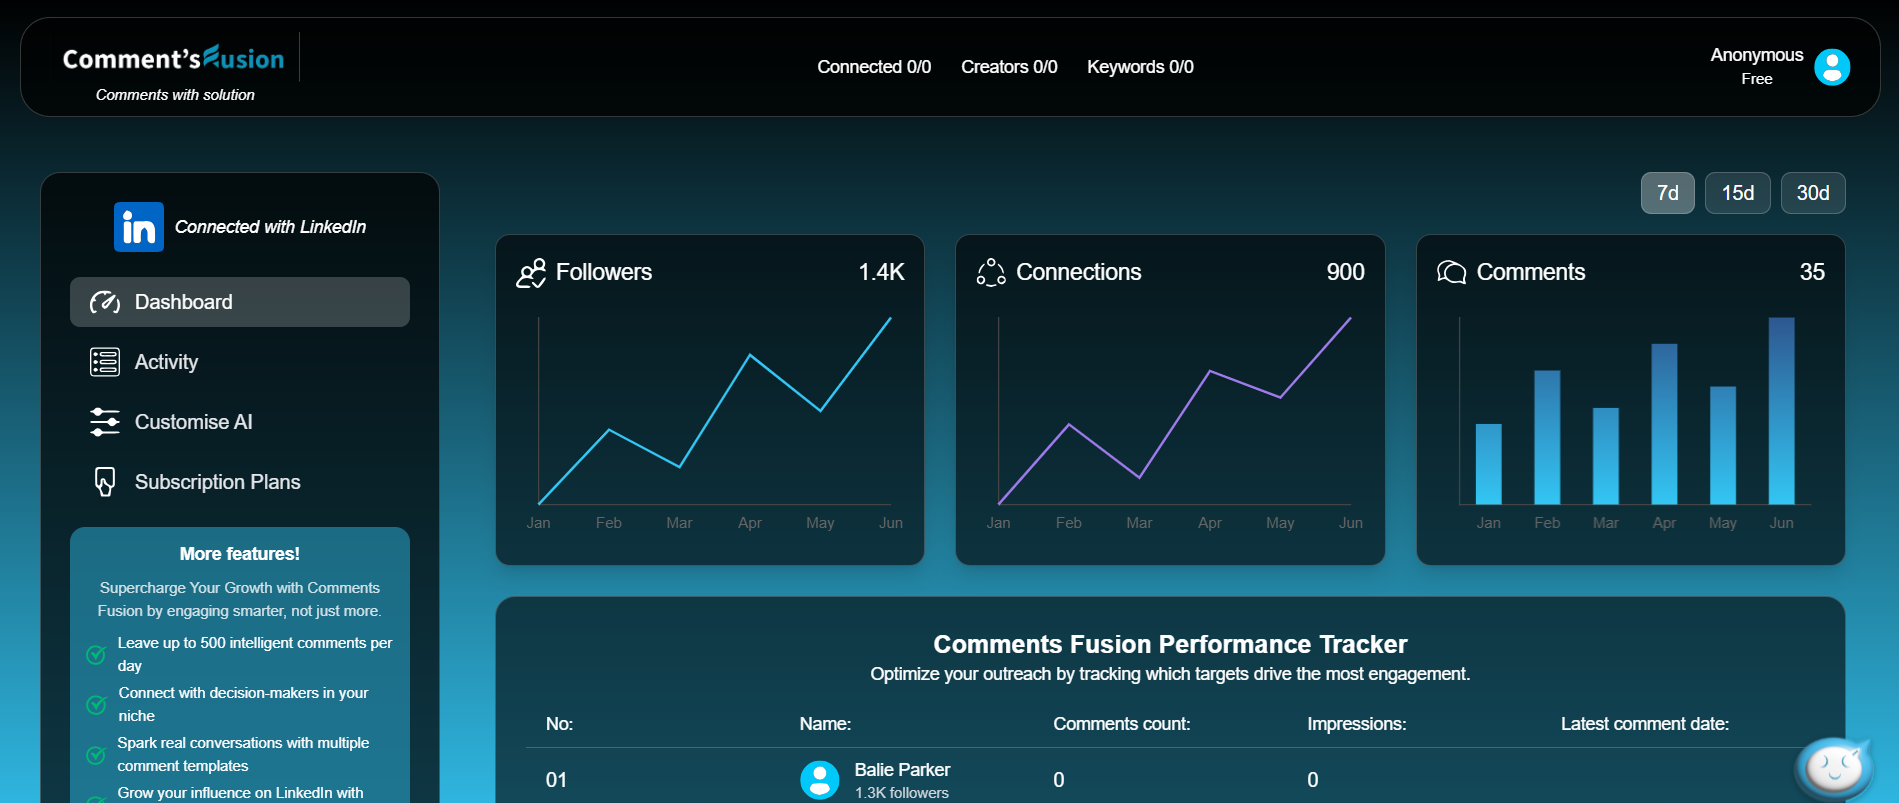 Comment's Fusion
Comments with solution
Connected 0/0
Creators 0/0
Keywords 0/0
Anonymous
Free
in
Connected with LinkedIn
Dashboard
Activity
Customise AI
Subscription Plans
More features!
Supercharge Your Growth with Comments
Fusion by engaging smarter, not just more.
Leave up to 500 intelligent comments per
day
Connect with decision-makers in your
niche
Spark real conversations with multiple
comment templates
Grow your influence on LinkedIn with
7d
15d
30d
Followers
1.4K
Jan Feb Mar Apr May Jun
Connections
900
Jan Feb Mar Apr May Jun
Comments
35
Jan Feb Mar Apr May Jun
Comments Fusion Performance Tracker
Optimize your outreach by tracking which targets drive the most engagement.
No: Name: Comments count: Impressions: Latest comment date:
01 Balie Parker 0 0
1.3K followers